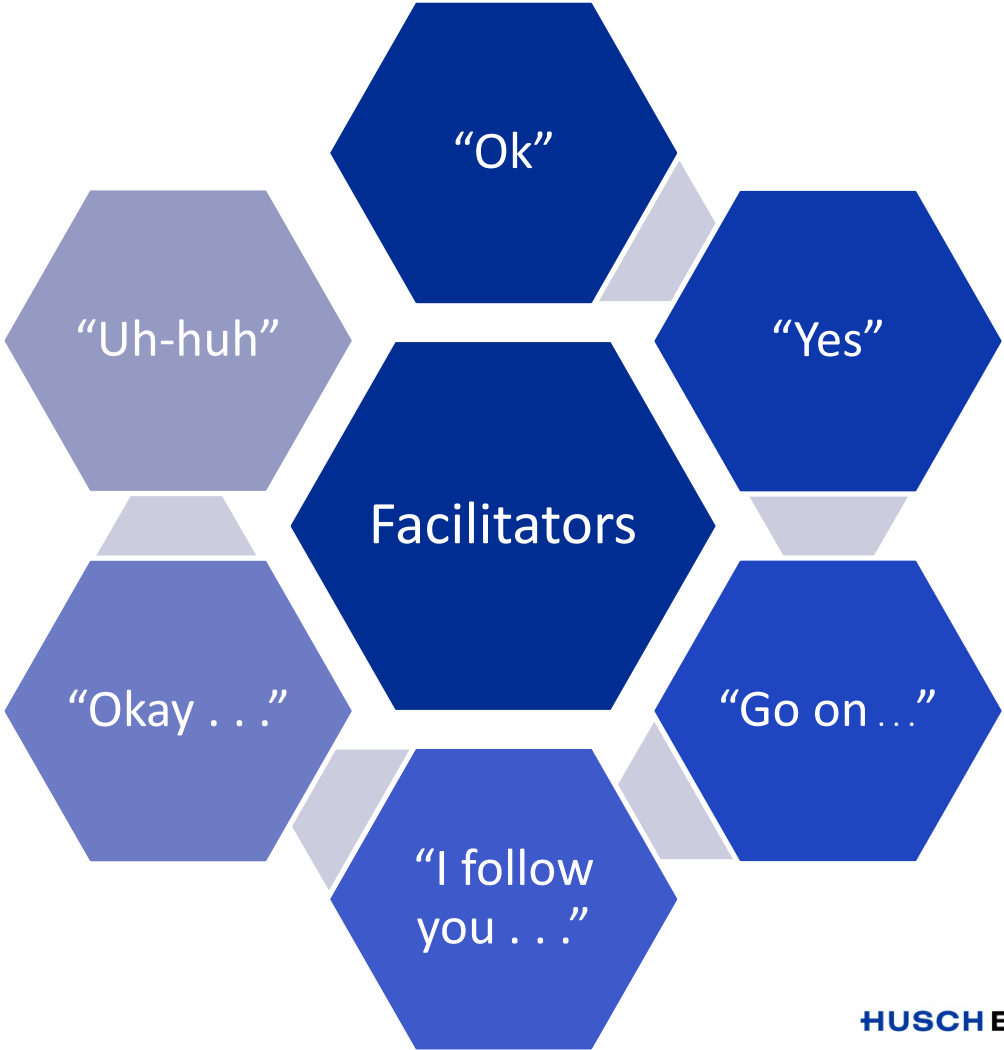 “Ok”
“Yes”
“Go on . . .”
“I follow
you . . .”
“Okay . . .”
“Uh-huh”
Facilitators
HUSCH